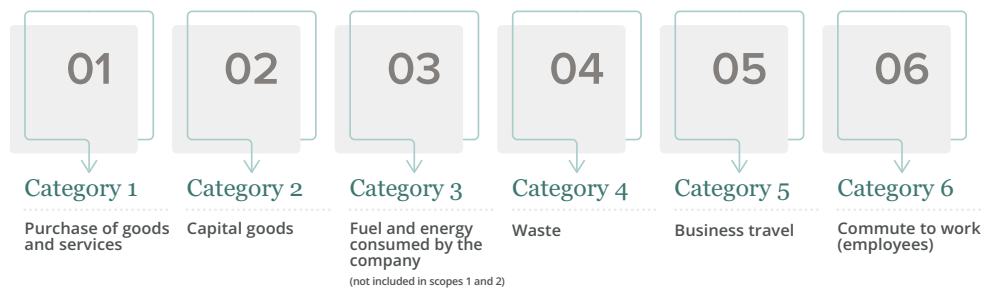 01
Category 1
Purchase of goods
and services
02
Category 2
Capital goods
03
Category 3
Fuel and energy
consumed by the
company
(not included in scopes 1 and 2)
04
Category 4
Waste
05
Category 5
Business travel
06
Category 6
Commute to work
(employees)